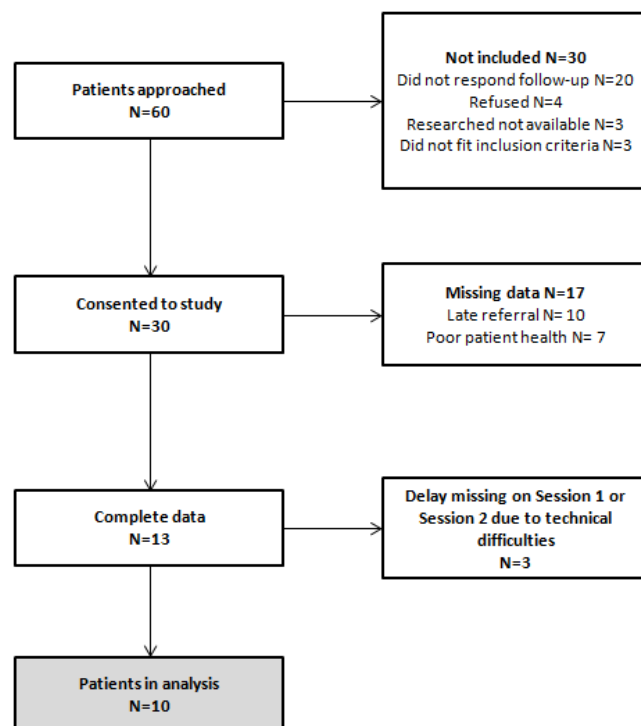 Patients approached
N=60
Not included N=30
Did not respond follow-up N=20
Refused N=4
Researched not available N=3
Did not fit inclusion criteria N=3
Consented to study
N=30
Missing data N=17
Late referral N= 10
Poor patient health N= 7
Complete data
N=13
Delay missing on Session 1 or
Session 2 due to technical
difficulties
N=3
Patients in analysis
N=10